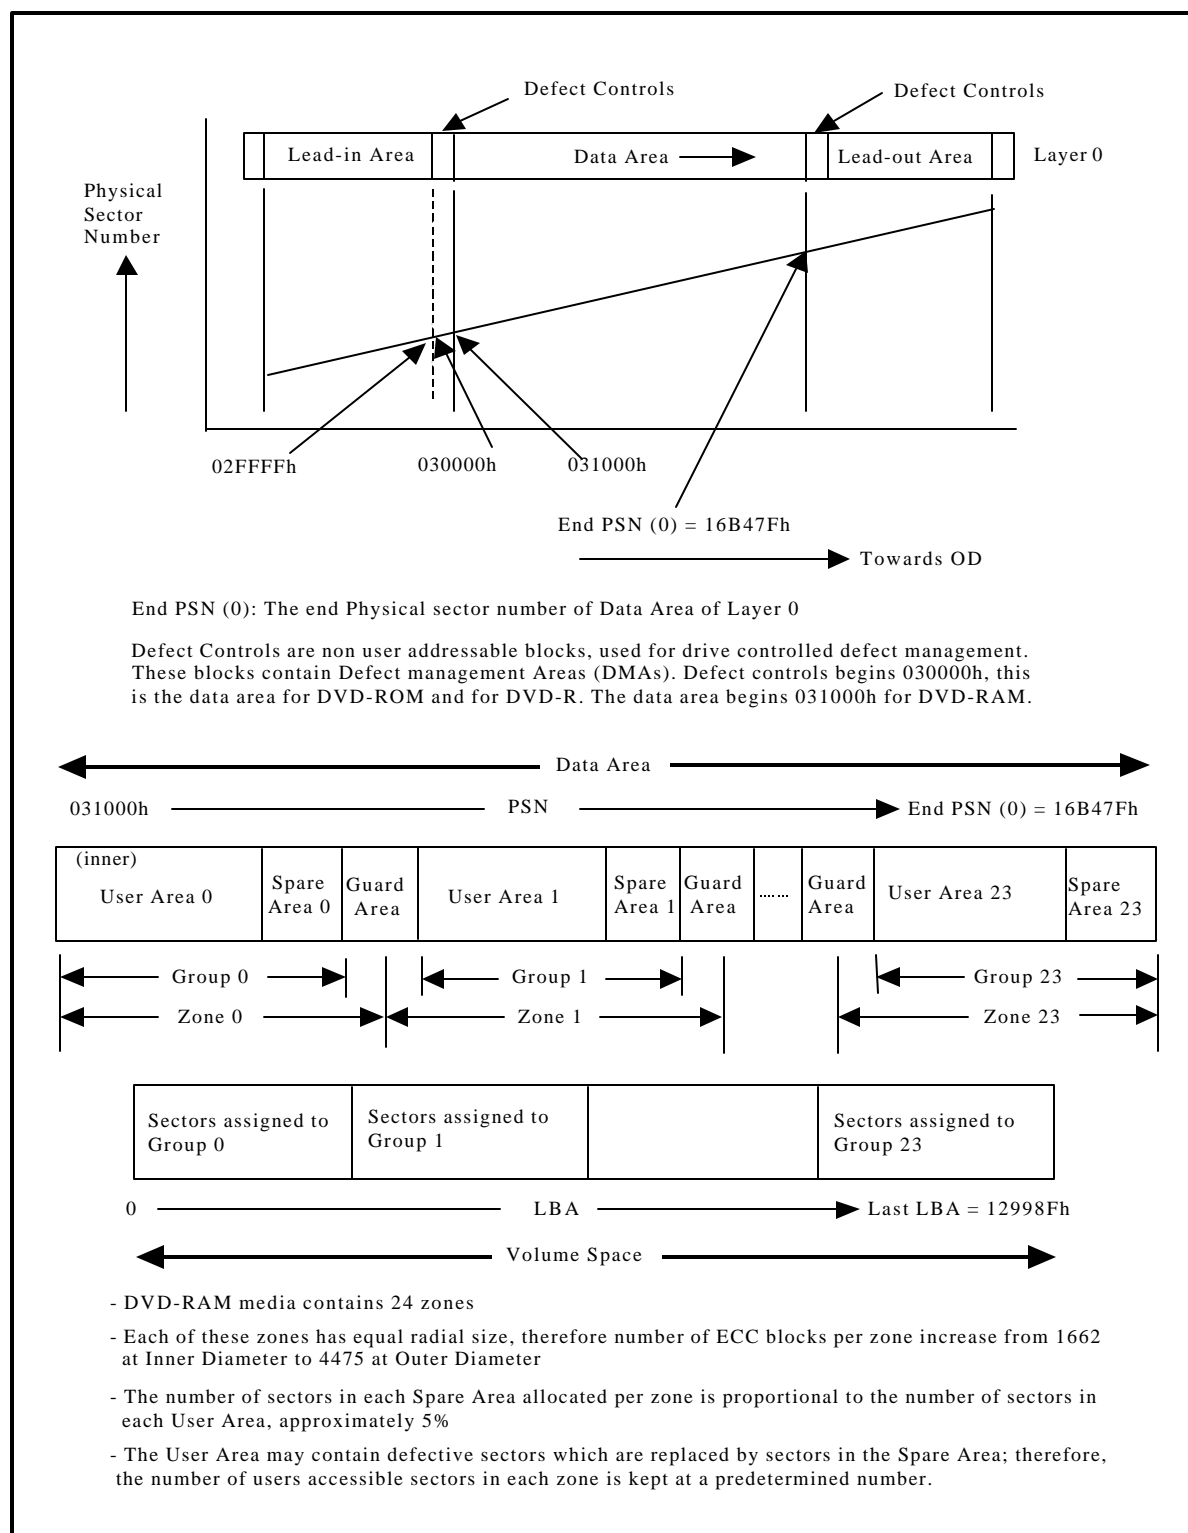 Defect Controls
Defect Controls
Lead-in Area
Data Area
Lead-out Area
Layer 0
Physical
Sector
Number
02FFFFh
030000h
031000h
End PSN (0) = 16B47Fh
Towards OD
End PSN (0): The end Physical sector number of Data Area of Layer 0
Defect Controls are non user addressable blocks, used for drive controlled defect management.
These blocks contain Defect management Areas (DMAs). Defect controls begins 030000h, this
is the data area for DVD-ROM and for DVD-R. The data area begins 031000h for DVD-RAM.
Data Area
031000h
PSN
End PSN (0) = 16B47Fh
(inner)
User Area 0
Spare
Area 0
Guard
Area
User Area 1
Spare
Area 1
Guard
Area
......
Guard
Area
User Area 23
Spare
Area 23
Group 0
Group 1
Group 23
Zone 0
Zone 1
Zone 23
Sectors assigned to
Group 0
Sectors assigned to
Group 1
Sectors assigned to
Group 23
0
LBA
Last LBA = 12998Fh
Volume Space
- DVD-RAM media contains 24 zones
- Each of these zones has equal radial size, therefore number of ECC blocks per zone increase from 1662
at Inner Diameter to 4475 at Outer Diameter
- The number of sectors in each Spare Area allocated per zone is proportional to the number of sectors in
each User Area, approximately 5%
- The User Area may contain defective sectors which are replaced by sectors in the Spare Area; therefore,
the number of users accessible sectors in each zone is kept at a predetermined number.